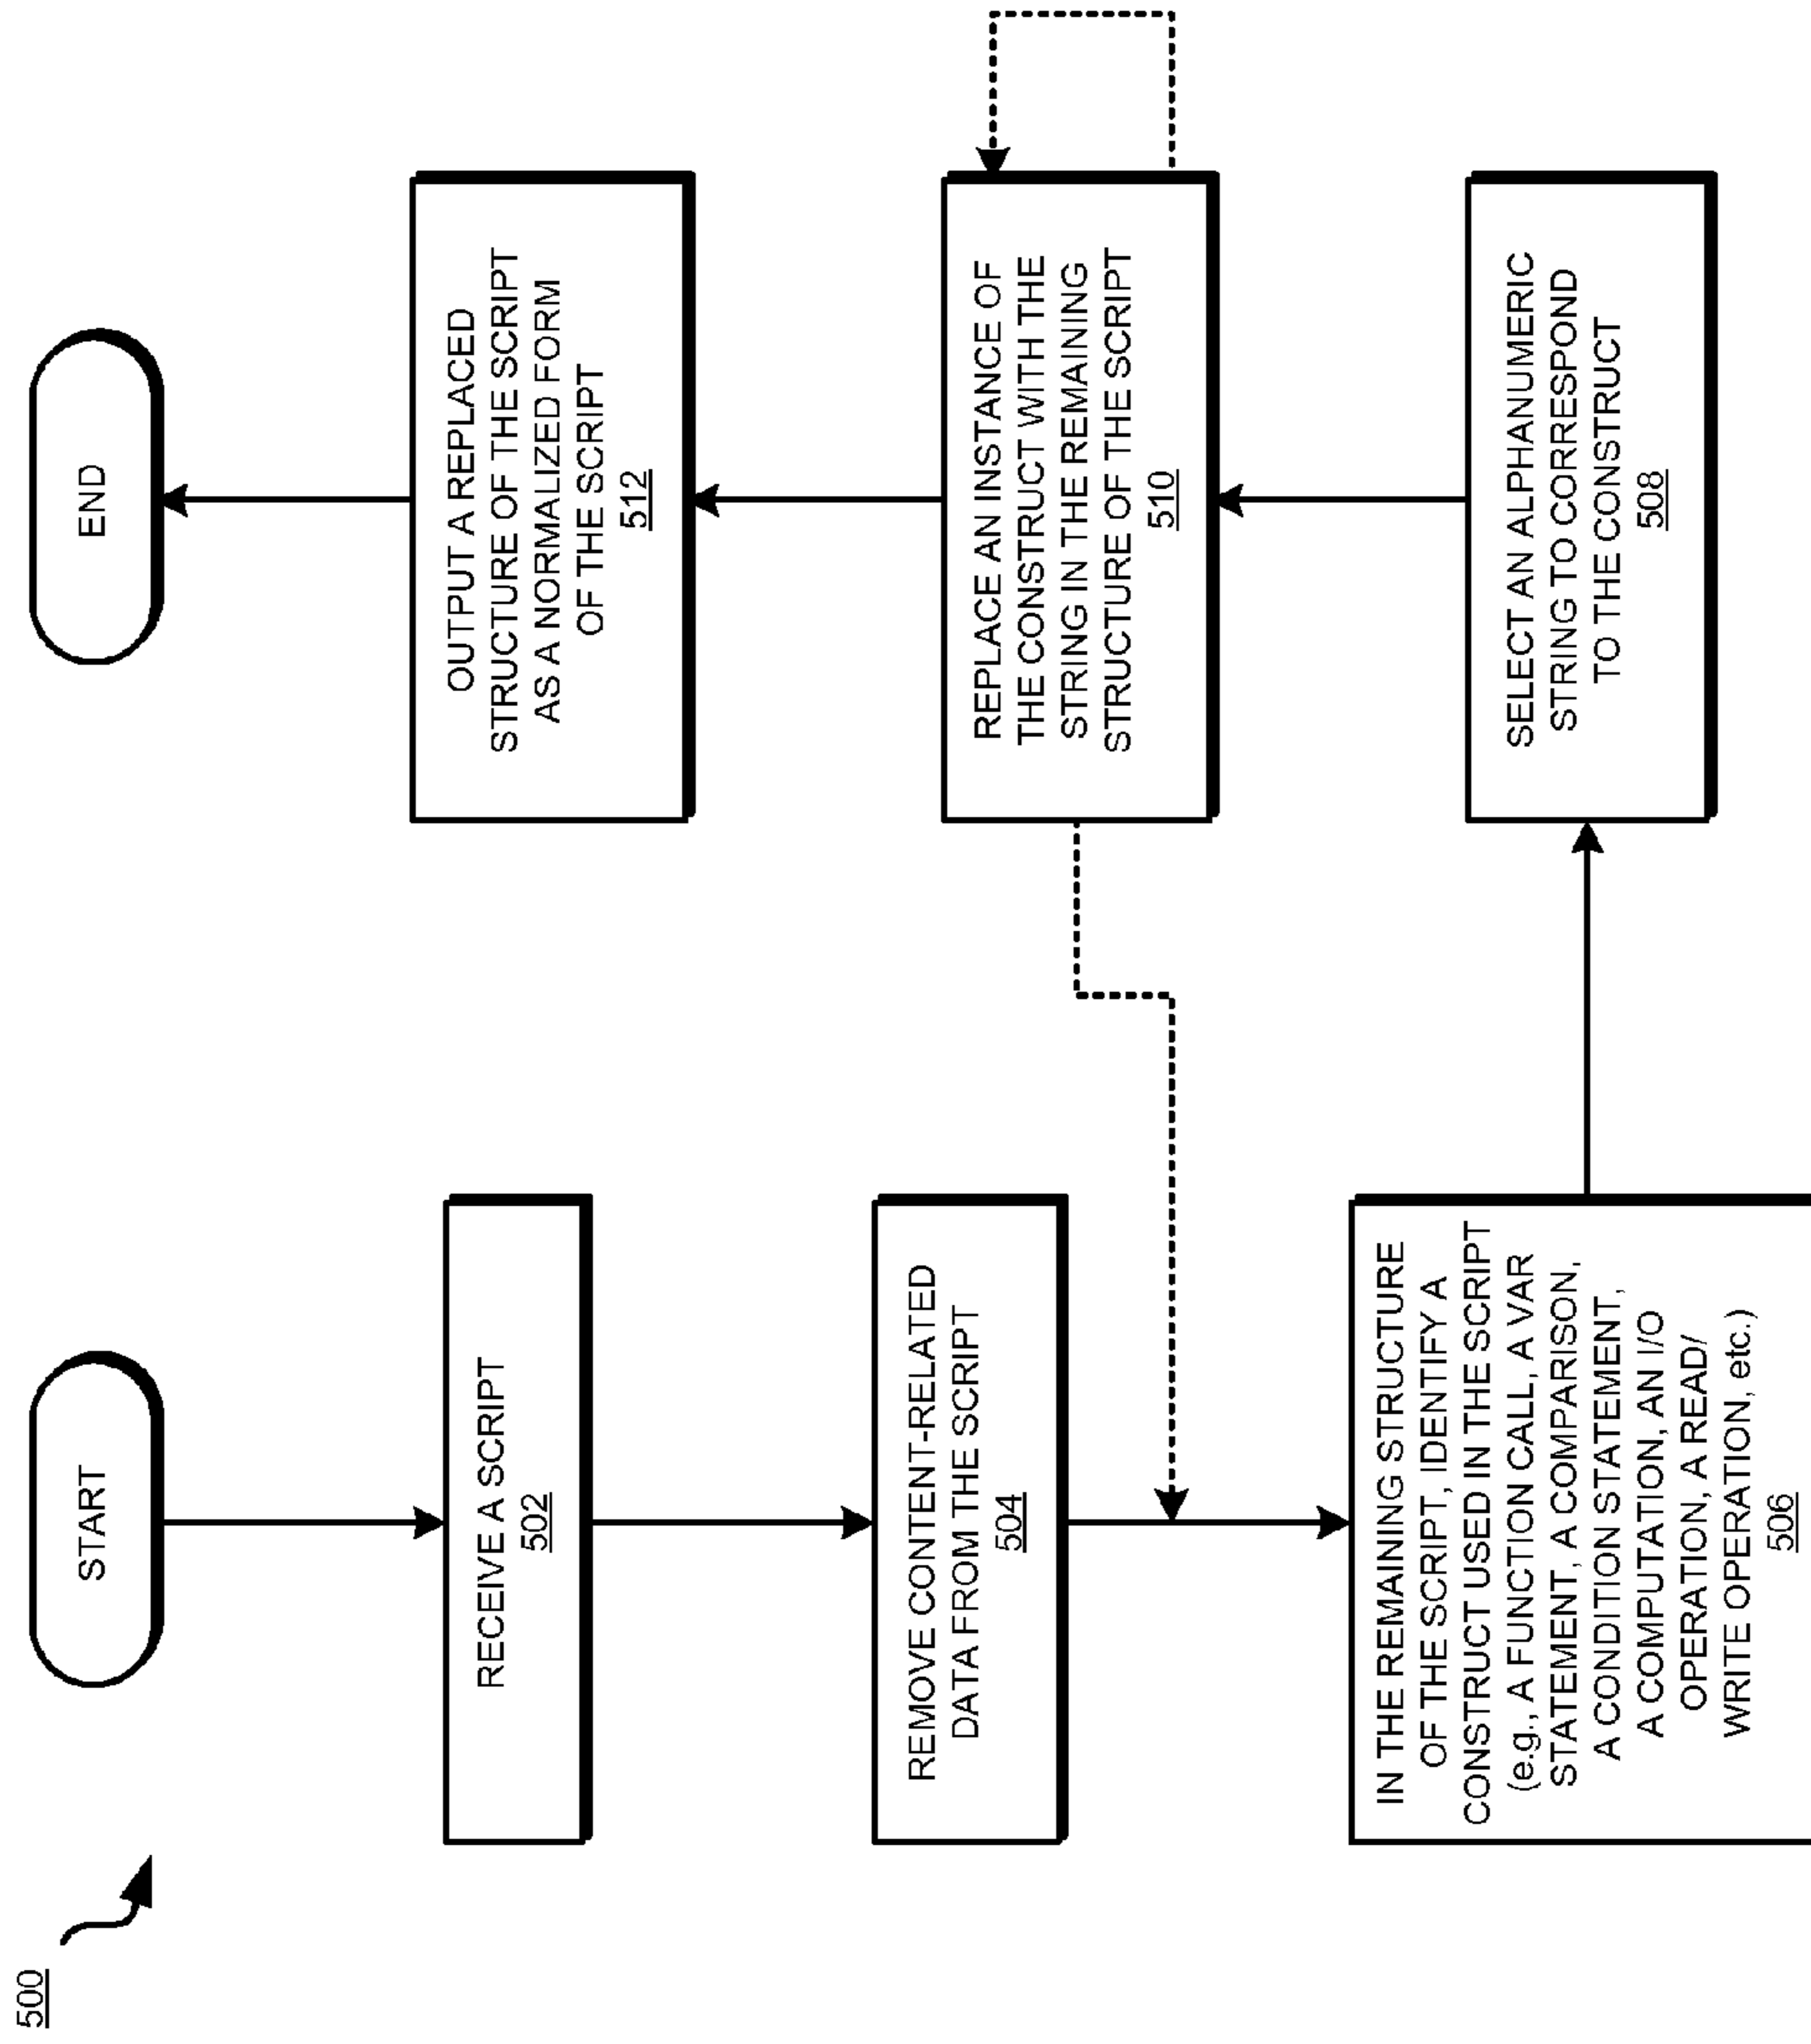 500
START
RECEIVE A SCRIPT
502
REMOVE CONTENT-RELATED
DATA FROM THE SCRIPT
504
IN THE REMAINING STRUCTURE
OF THE SCRIPT, IDENTIFY A
CONSTRUCT USED IN THE SCRIPT
(e.g., A FUNCTION CALL, A VAR
STATEMENT, A COMPARISON,
A CONDITION STATEMENT,
A COMPUTATION, AN I/O
OPERATION, A READ/
WRITE OPERATION, etc.)
506
SELECT AN ALPHANUMERIC
STRING TO CORRESPOND
TO THE CONSTRUCT
508
REPLACE AN INSTANCE OF
THE CONSTRUCT WITH THE
STRING IN THE REMAINING
STRUCTURE OF THE SCRIPT
510
OUTPUT A REPLACED
STRUCTURE OF THE SCRIPT
AS A NORMALIZED FORM
OF THE SCRIPT
512
END